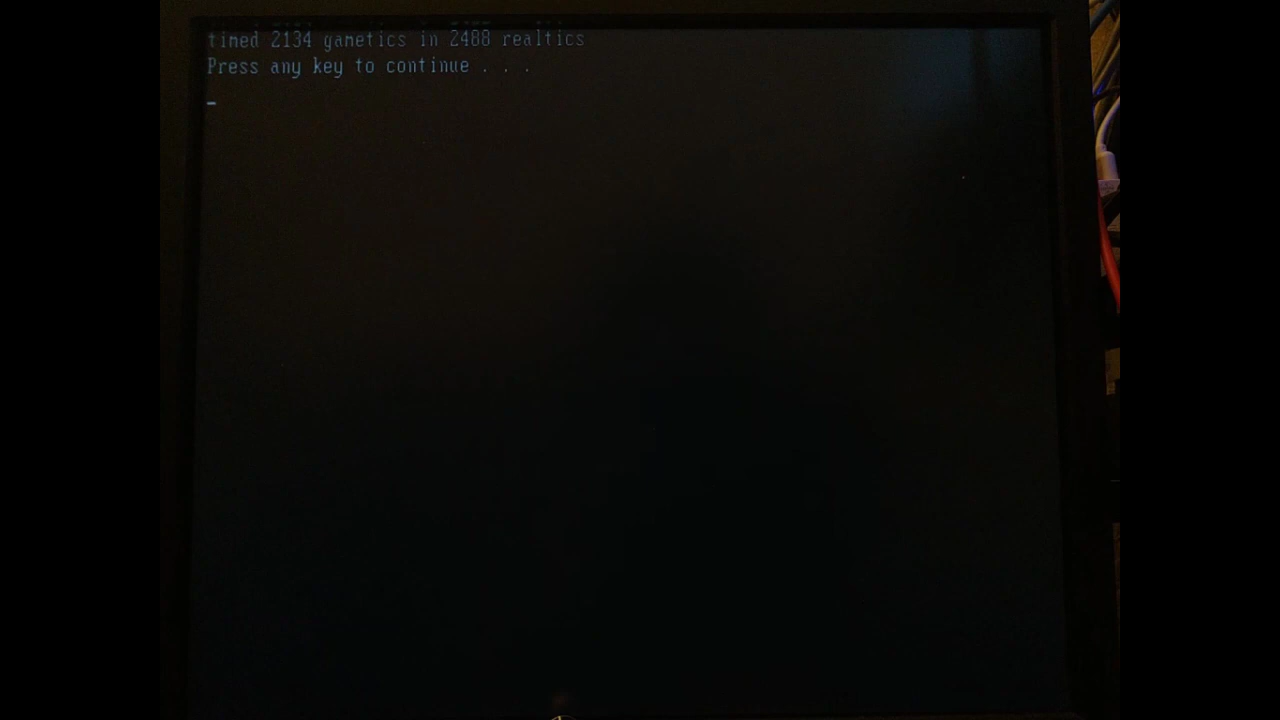 timed 2134 gametics in 2488 realtics
Press any key to continue . . .